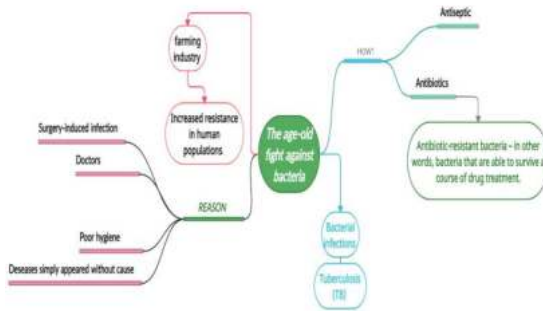 farming
industry
Increased resistance
in human
populations
Surgery-induced infection
Doctors
REASON
Poor hygiene
Deseases simply appeared without cause
The age-old
fight against
bacteria
HOW?
Antiseptic
Antibiotics
Antibiotic-resistant bacteria – in other
words, bacteria that are able to survive a
course of drug treatment.
Bacterial
infections
Tuberculosis
(TB)